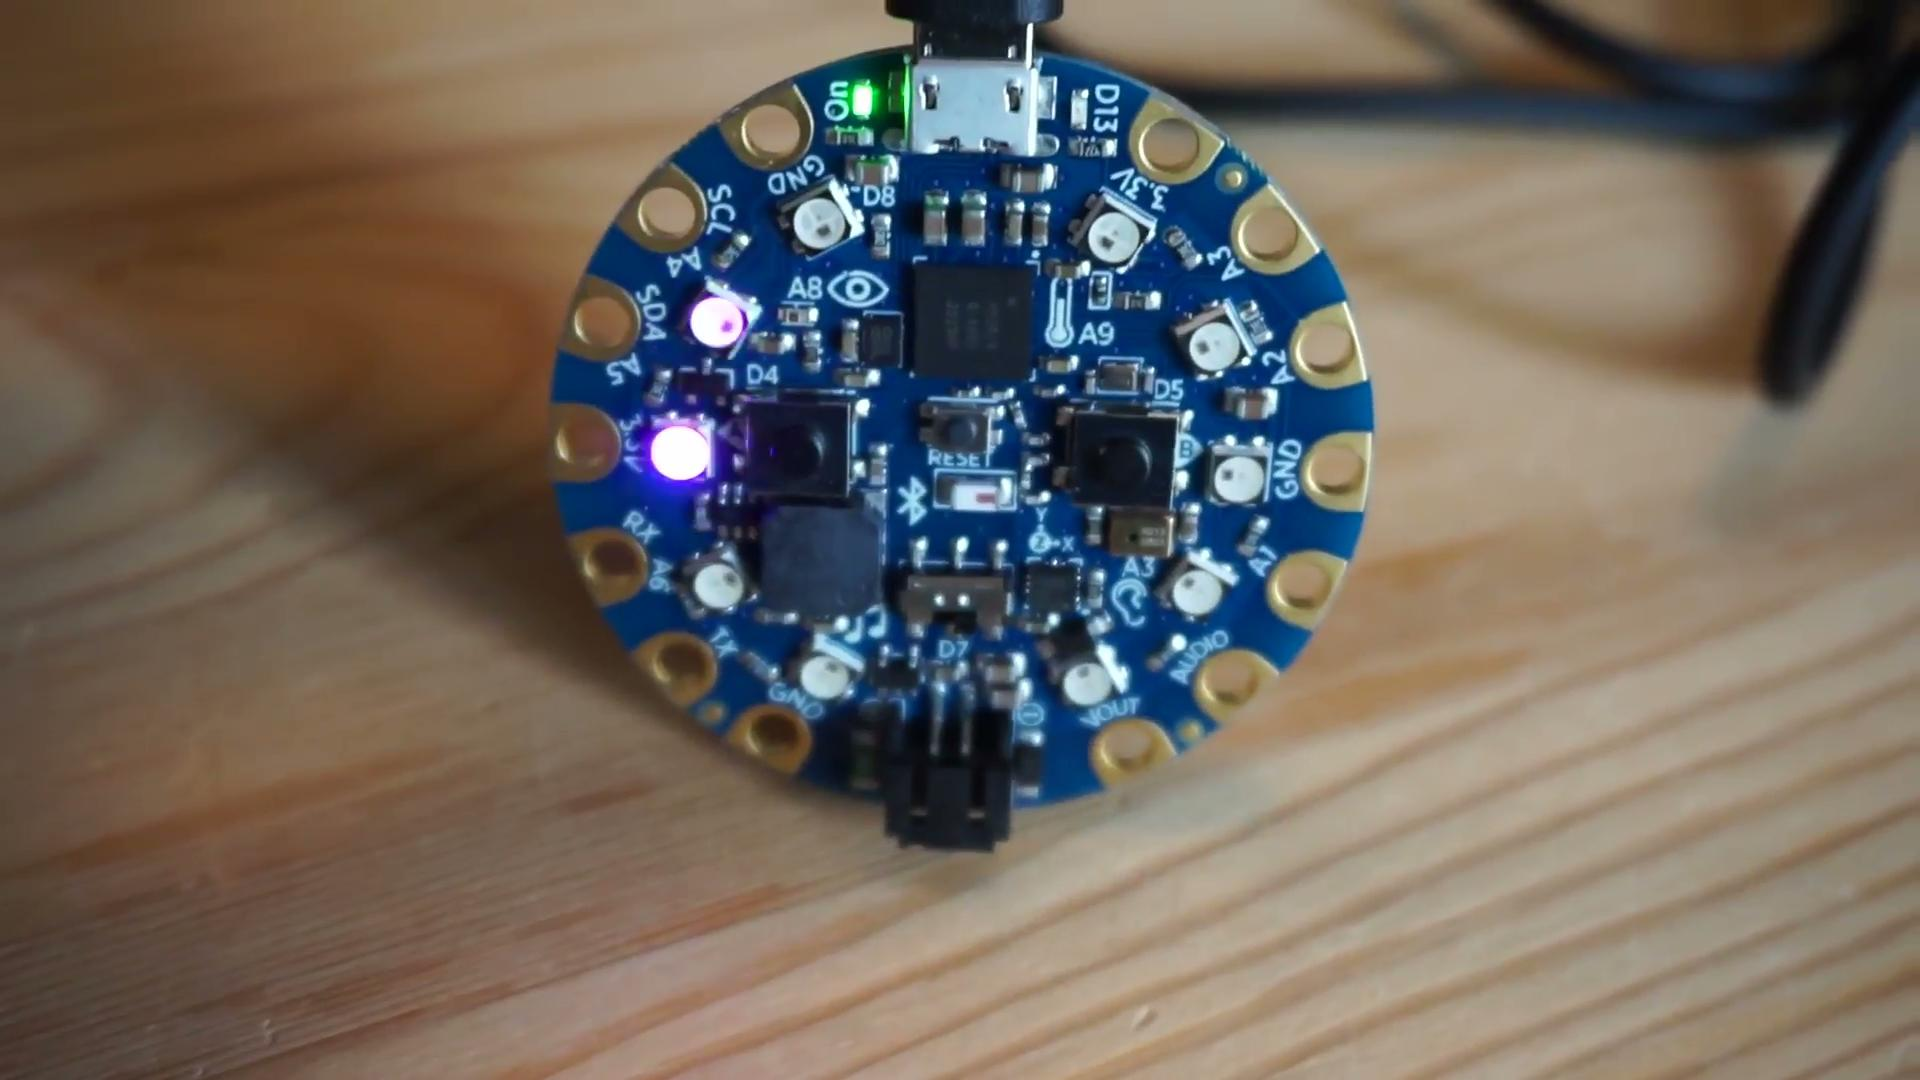 On
D13
GND
D8
3.3V
SCL
A4
A3
SDA
A8
A9
A2
A5
D4
D5
3.3V
RESET
B
GND
RX
Y
Z
X
A1
A6
A3
TX
AUDIO
D7
GND
VOUT